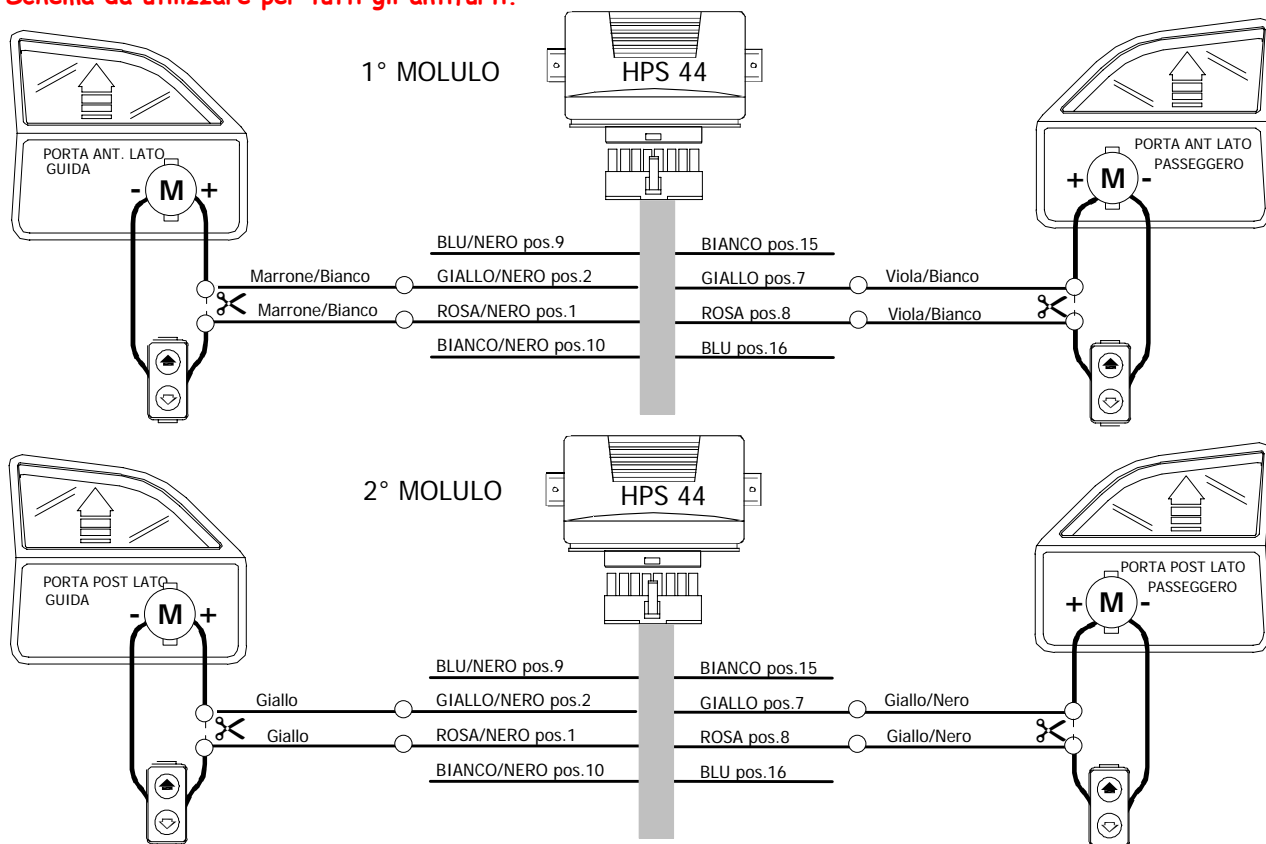 Schema da utilizzare per tutti gli antifurti.
1° MOLULO
HPS 44
PORTA ANT. LATO
GUIDA
- M +
PORTA ANT LATO
PASSEGGERO
+ M -
BLU/NERO pos.9
BIANCO pos.15
Marrone/Bianco
GIALLO/NERO pos.2
GIALLO pos.7
Viola/Bianco
Marrone/Bianco
ROSA/NERO pos.1
ROSA pos.8
Viola/Bianco
BIANCO/NERO pos.10
BLU pos.16
2° MOLULO
HPS 44
PORTA POST LATO
GUIDA
- M +
PORTA POST LATO
PASSEGGERO
+ M -
BLU/NERO pos.9
BIANCO pos.15
Giallo
GIALLO/NERO pos.2
GIALLO pos.7
Giallo/Nero
Giallo
ROSA/NERO pos.1
ROSA pos.8
Giallo/Nero
BIANCO/NERO pos.10
BLU pos.16